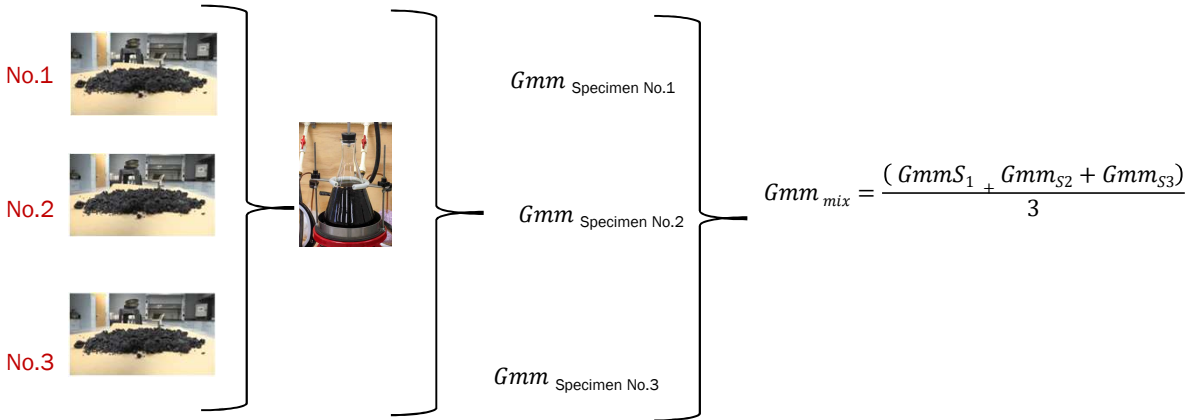 No.1
Gmm Specimen No.1
No.2
Gmm Specimen No.2
Gmm mix = ( GmmS1 + GmmS2 + GmmS3) / 3
No.3
Gmm Specimen No.3